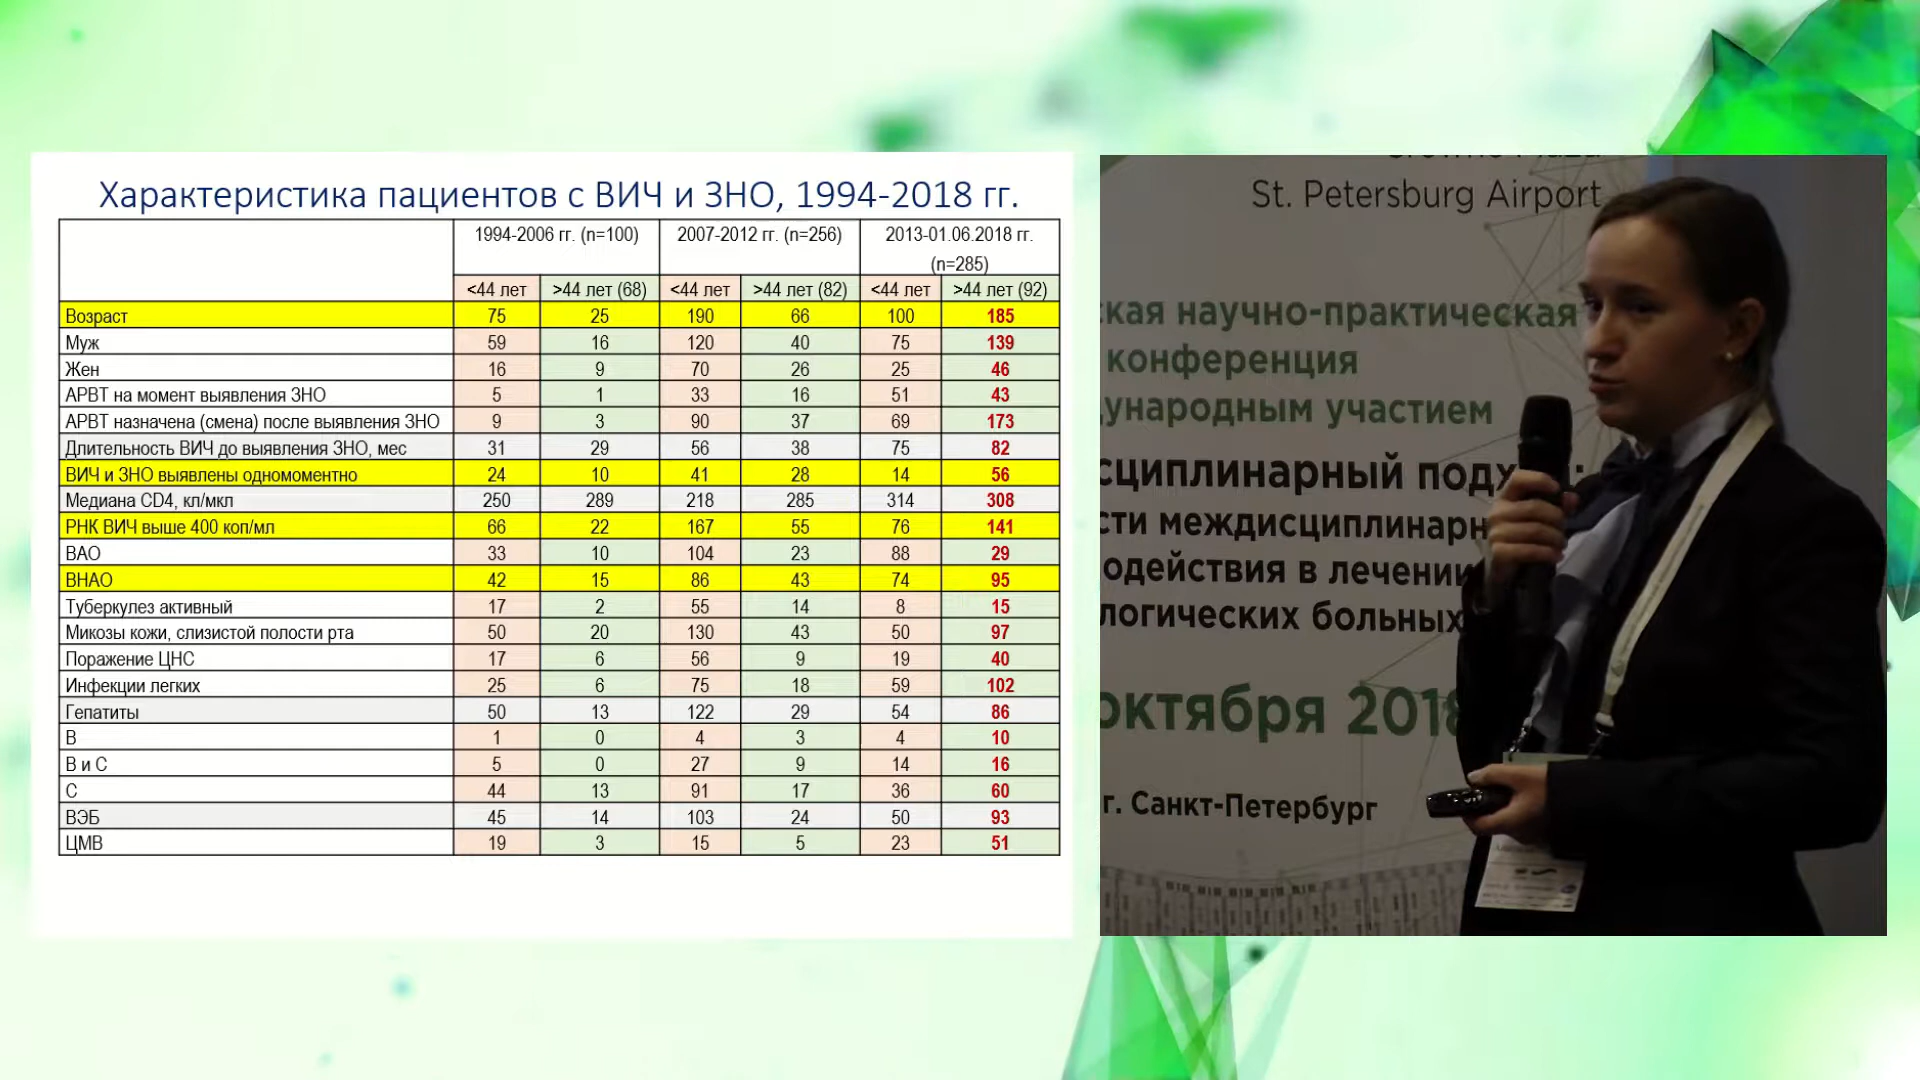 Характеристика пациентов с ВИЧ и ЗНО, 1994-2018 гг.
1994-2006 гг. (n=100) 2007-2012 гг. (n=256) 2013-01.06.2018 гг. (n=285)
<44 лет >44 лет (68) <44 лет >44 лет (82) <44 лет >44 лет (92)
Возраст 75 25 190 66 100 185
Муж 59 16 120 40 75 139
Жен 16 9 70 26 25 46
АРВТ на момент выявления ЗНО 5 1 33 16 51 43
АРВТ назначена (смена) после выявления ЗНО 9 3 90 37 69 173
Длительность ВИЧ до выявления ЗНО, мес 31 29 56 38 75 82
ВИЧ и ЗНО выявлены одномоментно 24 10 41 28 14 56
Медиана CD4, кл/мкл 250 289 218 285 314 308
РНК ВИЧ выше 400 коп/мл 66 22 167 55 76 141
ВАО 33 10 104 23 88 29
ВНАО 42 15 86 43 74 95
Туберкулез активный 17 2 55 14 8 15
Микозы кожи, слизистой полости рта 50 20 130 43 50 97
Поражение ЦНС 17 6 56 9 19 40
Инфекции легких 25 6 75 18 59 102
Гепатиты 50 13 122 29 54 86
В 1 0 4 3 4 10
В и С 5 0 27 9 14 16
С 44 13 91 17 36 60
ВЭБ 45 14 103 24 50 93
ЦМВ 19 3 15 5 23 51
St. Petersburg Airport
ская научно-практическая
конференция
дународным участием
сциплинарный подход:
сти междисциплинарн
одействия в лечении
логических больных
октября 2018
г. Санкт-Петербург